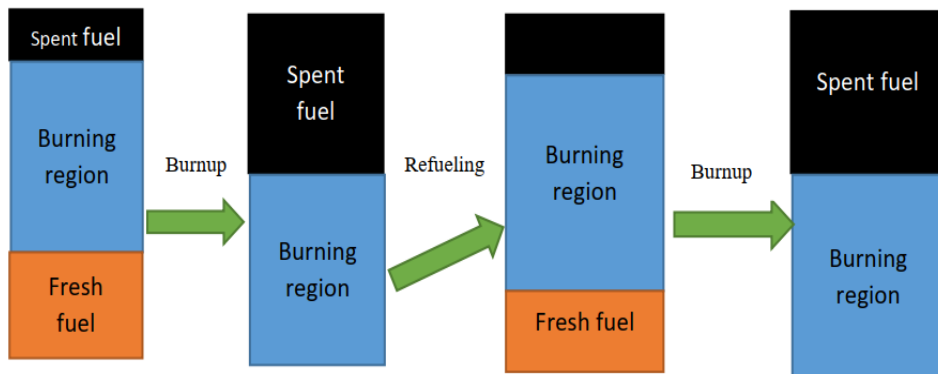 Spent fuel
Burning
region
Fresh
fuel
Burnup
Spent
fuel
Burning
region
Refueling
Burning
region
Fresh fuel
Burnup
Spent fuel
Burning
region